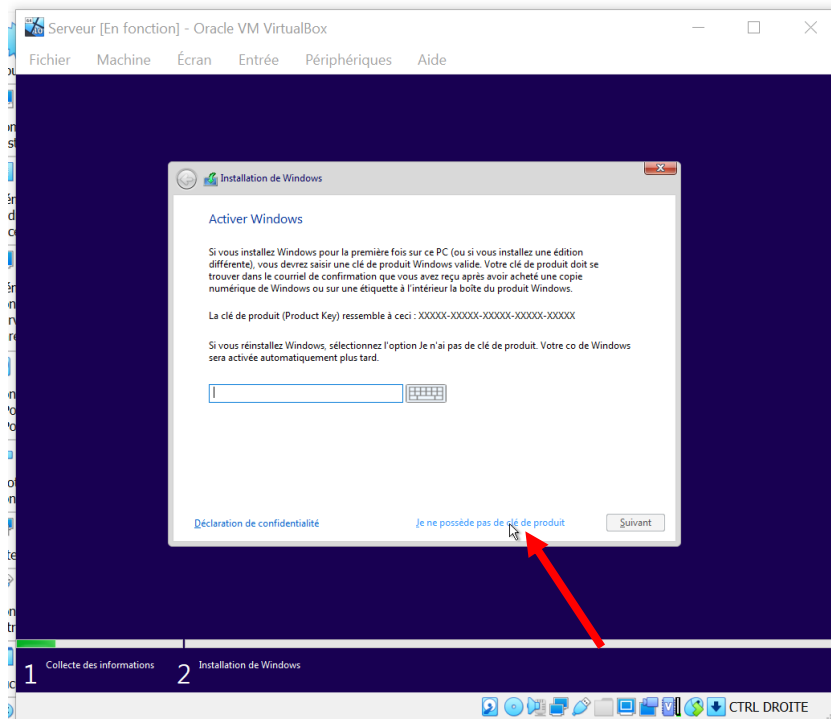 Serveur [En fonction] - Oracle VM VirtualBox
Fichier Machine Écran Entrée Périphériques Aide
Installation de Windows
Activer Windows
Si vous installez Windows pour la première fois sur ce PC (ou si vous installez une édition
différente), vous devrez saisir une clé de produit Windows valide. Votre clé de produit doit se
trouver dans le courriel de confirmation que vous avez reçu après avoir acheté une copie
numérique de Windows ou sur une étiquette à l'intérieur la boîte du produit Windows.
La clé de produit (Product Key) ressemble à ceci : XXXXX-XXXXX-XXXXX-XXXXX-XXXXX
Si vous réinstallez Windows, sélectionnez l'option Je n'ai pas de clé de produit. Votre co de Windows
sera activée automatiquement plus tard.
Déclaration de confidentialité Je ne possède pas de clé de produit Suivant
1 Collecte des informations 2 Installation de Windows
CTRL DROITE